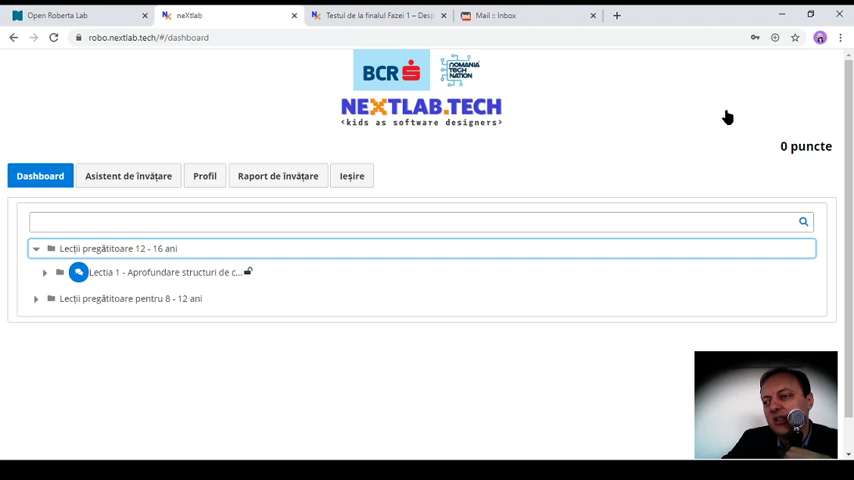 Open Roberta Lab
neXtlab
Testul de la finalul Fazei 1 – Desp
Mail :: Inbox
robo.nextlab.tech/#/dashboard
BCR
ROMANIA
TECH
NATION
NEXTLAB.TECH
<kids as software designers>
0 puncte
Dashboard
Asistent de învățare
Profil
Raport de învățare
Ieșire
Lecții pregătitoare 12 - 16 ani
Lectia 1 - Aprofundare structuri de c...
Lecții pregătitoare pentru 8 - 12 ani